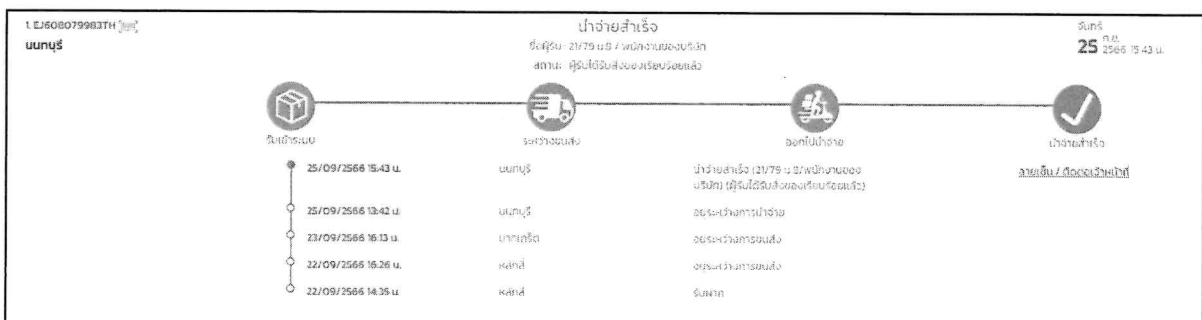 1. EJ608079983TH
นนทบุรี
นำจ่ายสำเร็จ
ชื่อผู้รับ : 21/79 ม.8 / พนักงานของบริษัท
สถานะ : ผู้รับได้รับสิ่งของเรียบร้อยแล้ว
จันทร์
25 ก.ย. 2566 15:43 น.
รับเข้าระบบ
ระหว่างขนส่ง
ออกไปนำจ่าย
นำจ่ายสำเร็จ
25/09/2566 15:43 น. นนทบุรี นำจ่ายสำเร็จ (21/79 ม.8/พนักงานของ
บริษัท) (ผู้รับได้รับสิ่งของเรียบร้อยแล้ว)
ลายเซ็น / ติดต่อเจ้าหน้าที่
25/09/2566 13:42 น. นนทบุรี อยู่ระหว่างการนำจ่าย
23/09/2566 16:13 น. ปากเกร็ด อยู่ระหว่างการขนส่ง
22/09/2566 16:26 น. หลักสี่ อยู่ระหว่างการขนส่ง
22/09/2566 14:35 น. หลักสี่ รับฝาก